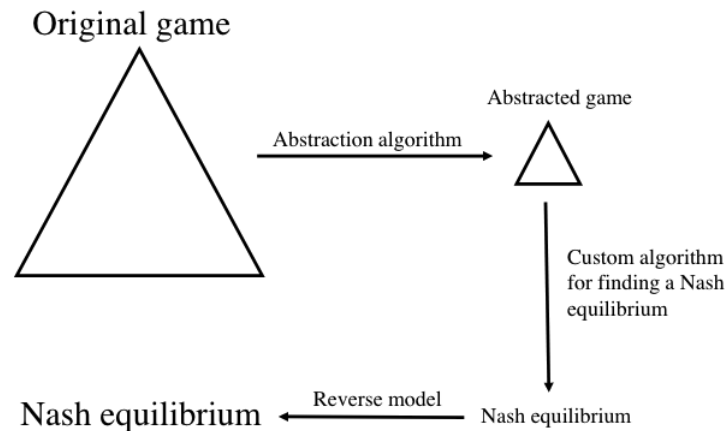 Original game
Abstracted game
Abstraction algorithm
Custom algorithm
for finding a Nash
equilibrium
Reverse model
Nash equilibrium
Nash equilibrium